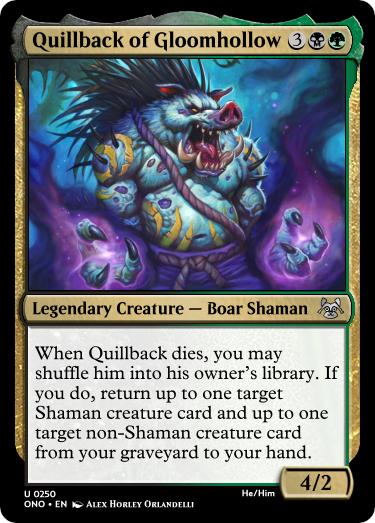 Quillback of Gloomhollow 3
Legendary Creature — Boar Shaman
When Quillback dies, you may
shuffle him into his owner's library. If
you do, return up to one target
Shaman creature card and up to one
target non-Shaman creature card
from your graveyard to your hand.
4/2
U 0250 He/Him
ONO • EN Alex Horley Orlandelli